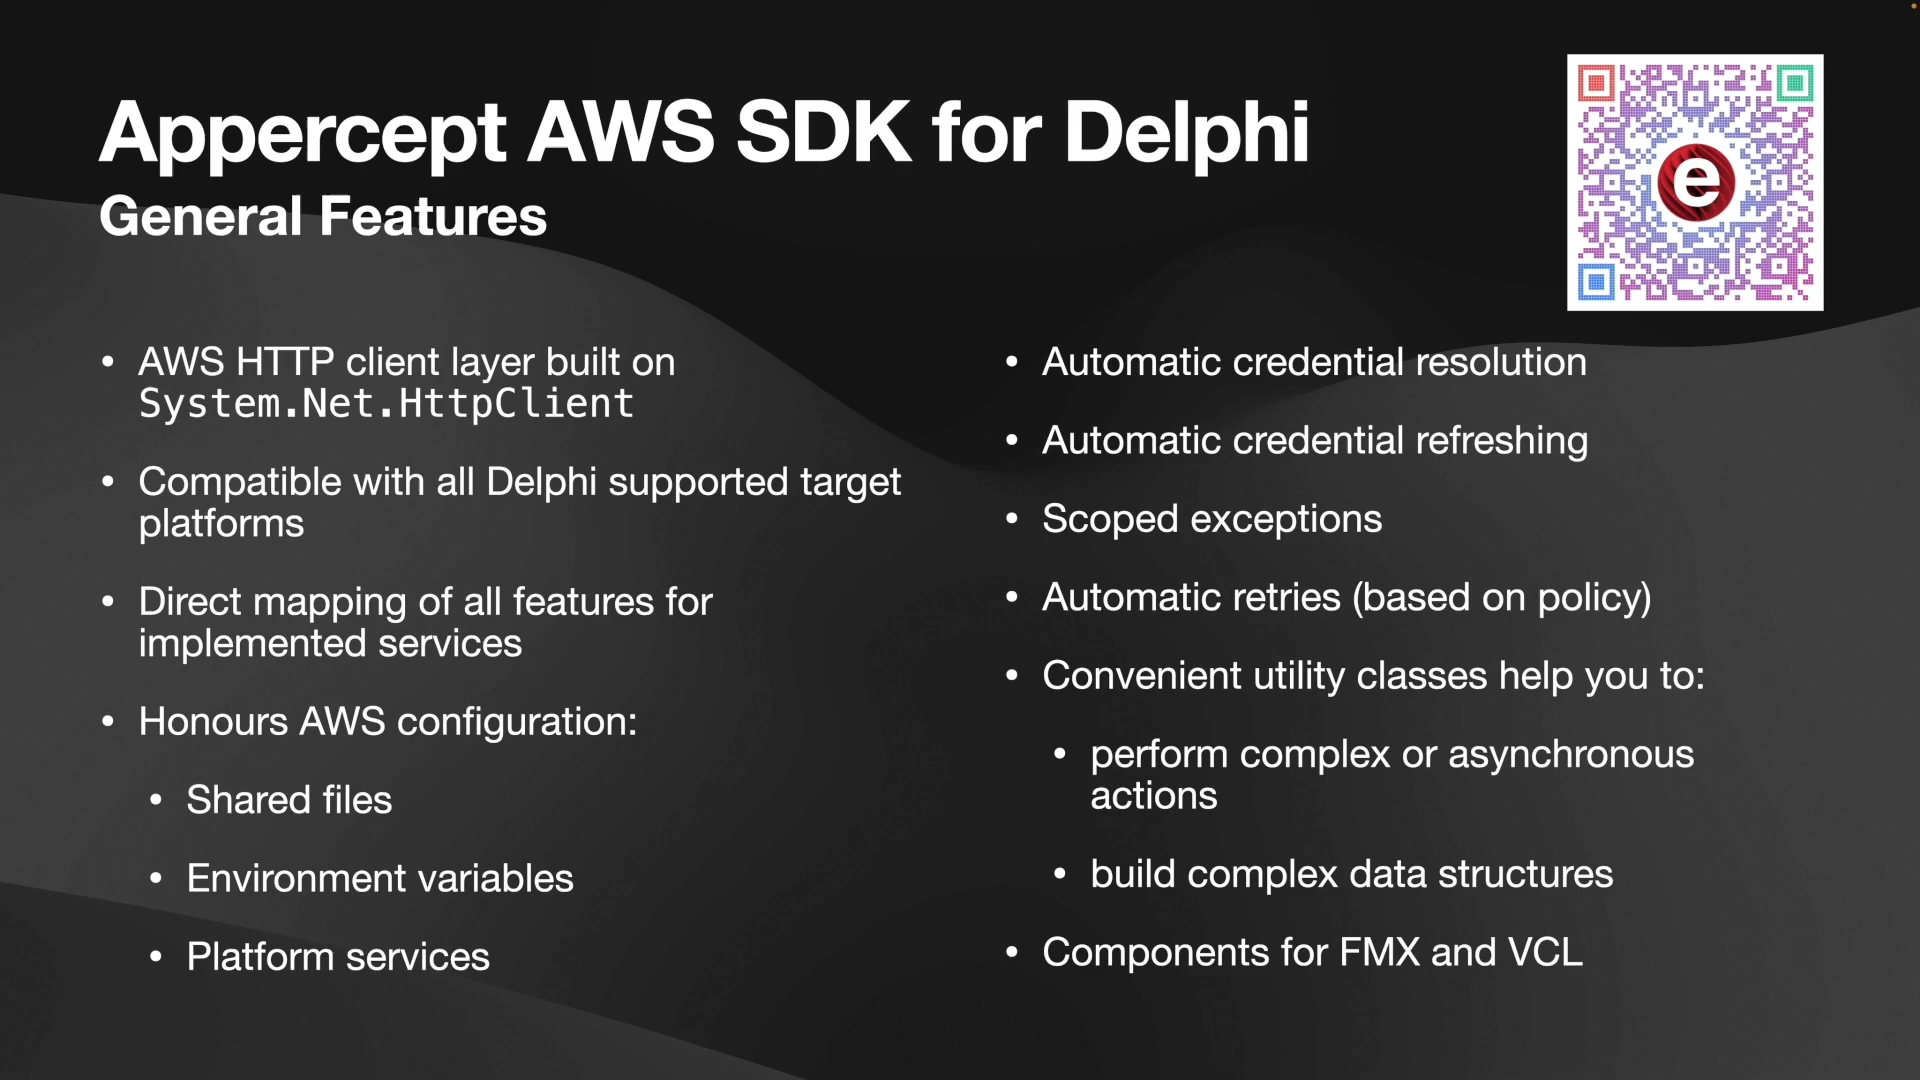 Appercept AWS SDK for Delphi
General Features
• AWS HTTP client layer built on
System.Net.HttpClient
• Compatible with all Delphi supported target
platforms
• Direct mapping of all features for
implemented services
• Honours AWS configuration:
• Shared files
• Environment variables
• Platform services
• Automatic credential resolution
• Automatic credential refreshing
• Scoped exceptions
• Automatic retries (based on policy)
• Convenient utility classes help you to:
• perform complex or asynchronous
actions
• build complex data structures
• Components for FMX and VCL
e